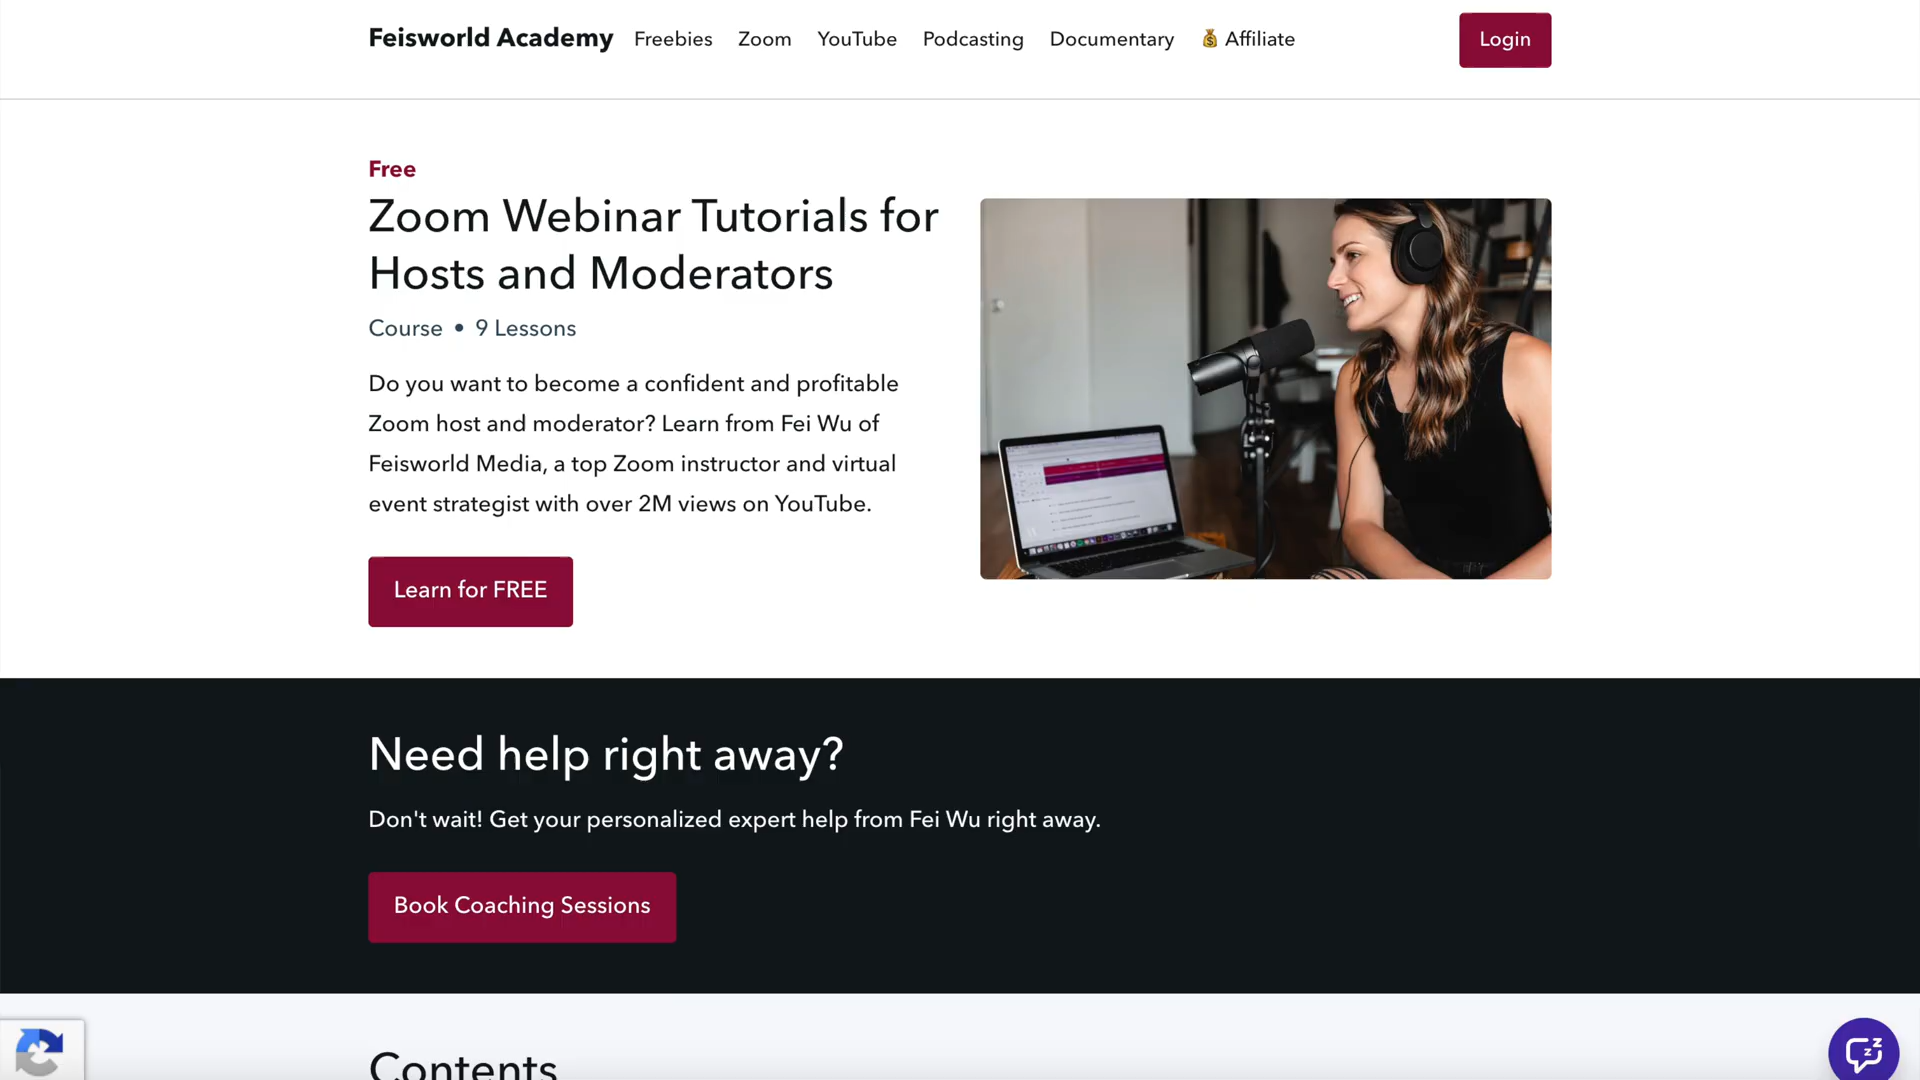 Feisworld Academy Freebies Zoom YouTube Podcasting Documentary 💰 Affiliate Login
Free
Zoom Webinar Tutorials for
Hosts and Moderators
Course • 9 Lessons
Do you want to become a confident and profitable
Zoom host and moderator? Learn from Fei Wu of
Feisworld Media, a top Zoom instructor and virtual
event strategist with over 2M views on YouTube.
Learn for FREE
Need help right away?
Don't wait! Get your personalized expert help from Fei Wu right away.
Book Coaching Sessions
Contents